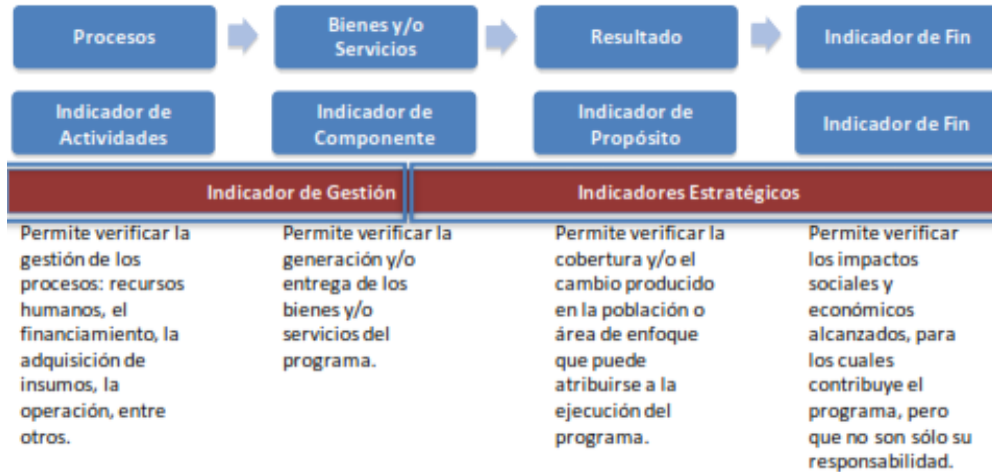 Procesos
Bienes y/o
Servicios
Resultado
Indicador de Fin
Indicador de
Actividades
Indicador de
Componente
Indicador de
Propósito
Indicador de Fin
Indicador de Gestión
Indicadores Estratégicos
Permite verificar la
gestión de los
procesos: recursos
humanos, el
financiamiento, la
adquisición de
insumos, la
operación, entre
otros.
Permite verificar la
generación y/o
entrega de los
bienes y/o
servicios del
programa.
Permite verificar la
cobertura y/o el
cambio producido
en la población o
área de enfoque
que puede
atribuirse a la
ejecución del
programa.
Permite verificar
los impactos
sociales y
económicos
alcanzados, para
los cuales
contribuye el
programa, pero
que no son sólo su
responsabilidad.